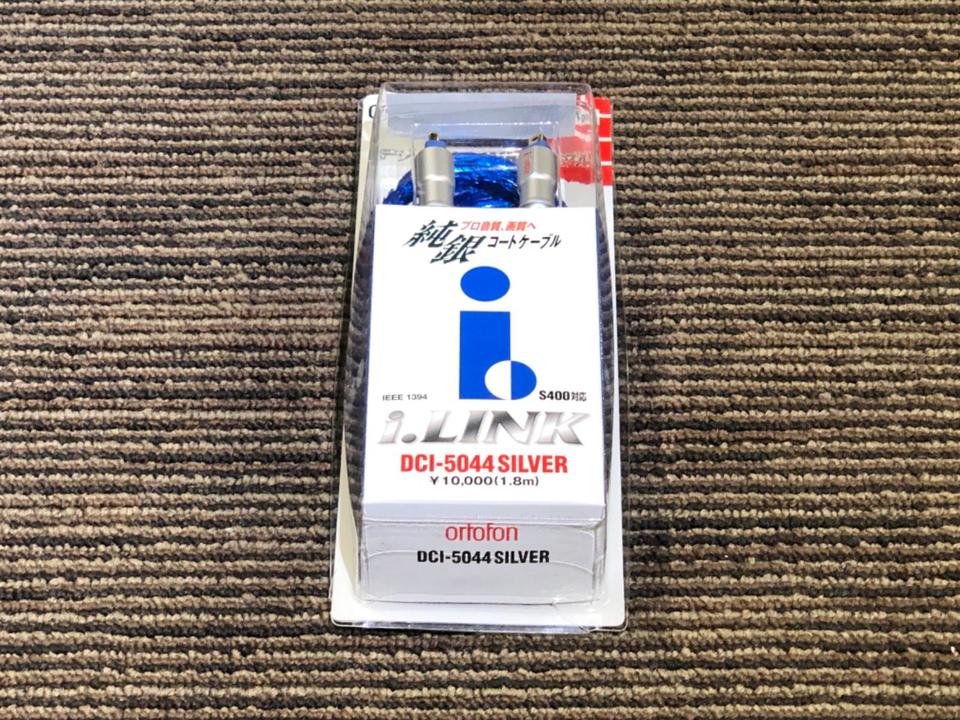 プロ音質、画質へ
純銀コートケーブル
IEEE 1394
S400対応
i.LINK
DCI-5044 SILVER
¥10,000(1.8m)
ortofon
DCI-5044 SILVER